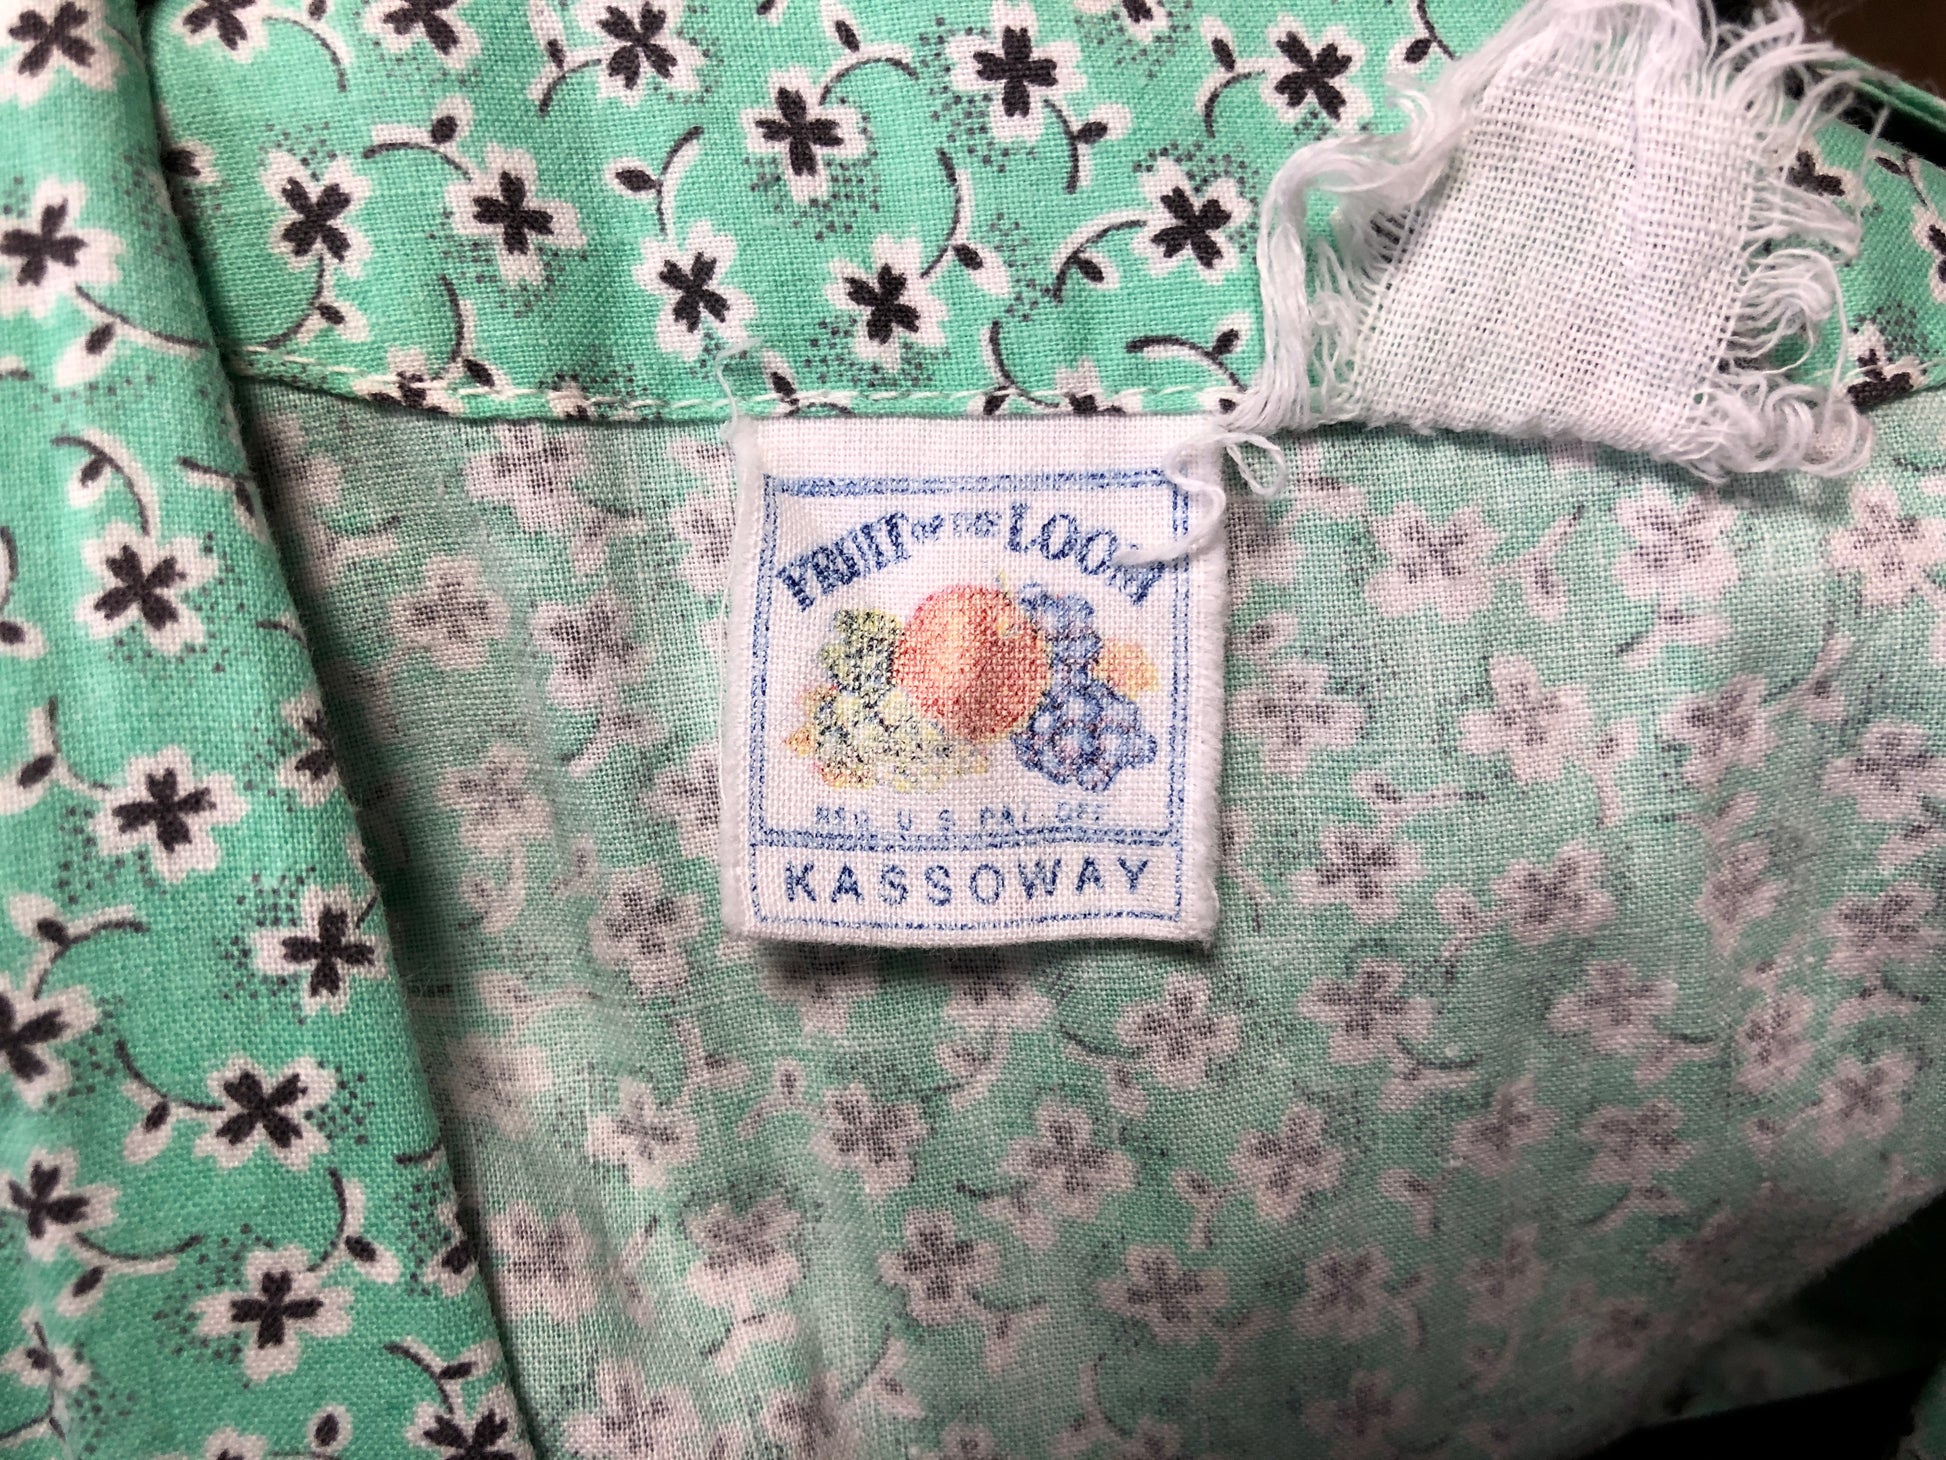 FRUIT OF THE LOOM
REG. U. S. PAT. OFF.
KASSOWAY